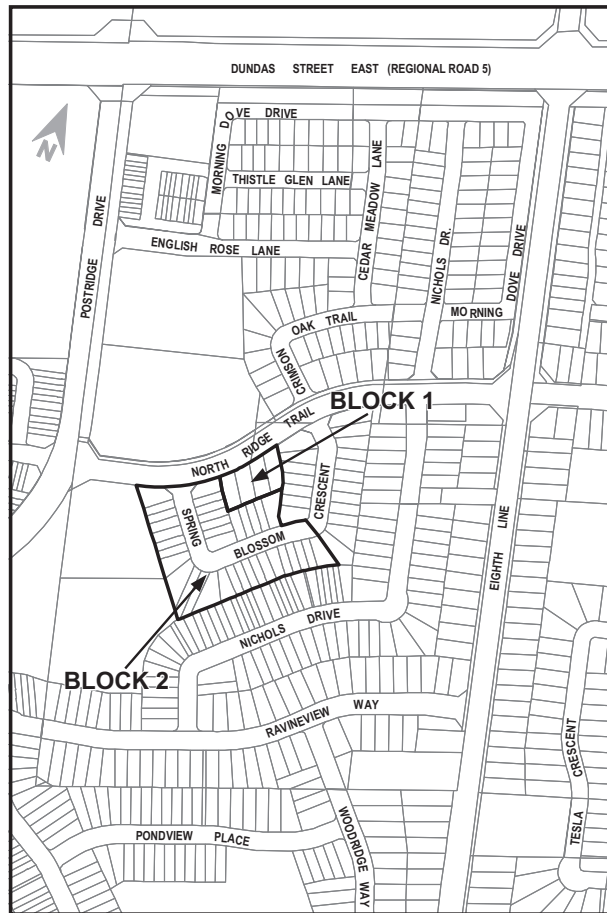 DUNDAS STREET EAST (REGIONAL ROAD 5)
N
MORNING DOVE DRIVE
THISTLE GLEN LANE
CEDAR MEADOW LANE
NICHOLS DR.
POSTRIDGE DRIVE
ENGLISH ROSE LANE
MORNING DOVE DRIVE
CRIMSON OAK TRAIL
BLOCK 1
NORTH RIDGE TRAIL
SPRING BLOSSOM CRESCENT
EIGHTH LINE
NICHOLS DRIVE
BLOCK 2
RAVINEVIEW WAY
TESLA CRESCENT
PONDVIEW PLACE
WOODRIDGE WAY